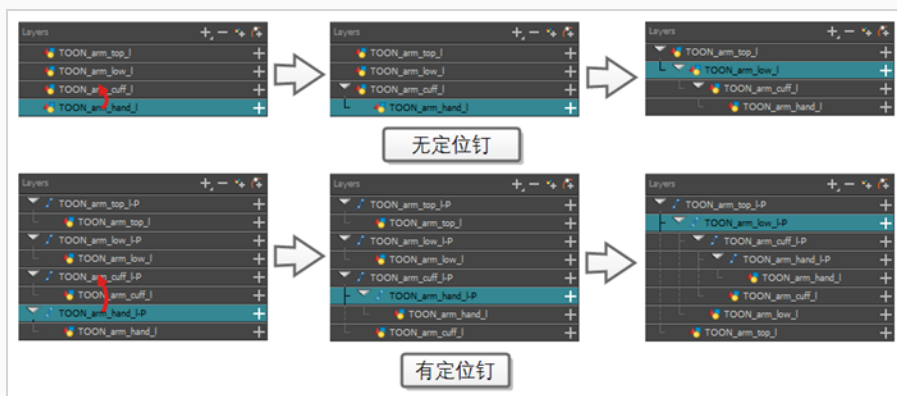 Layers
TOON_arm_top_l
TOON_arm_low_l
TOON_arm_cuff_l
TOON_arm_hand_l
Layers
TOON_arm_top_l
TOON_arm_low_l
TOON_arm_cuff_l
TOON_arm_hand_l
Layers
TOON_arm_top_l
TOON_arm_low_l
TOON_arm_cuff_l
TOON_arm_hand_l
无定位钉
Layers
TOON_arm_top_l-P
TOON_arm_top_l
TOON_arm_low_l-P
TOON_arm_low_l
TOON_arm_cuff_l-P
TOON_arm_cuff_l
TOON_arm_hand_l-P
TOON_arm_hand_l
Layers
TOON_arm_top_l-P
TOON_arm_top_l
TOON_arm_low_l-P
TOON_arm_low_l
TOON_arm_cuff_l-P
TOON_arm_hand_l-P
TOON_arm_hand_l
TOON_arm_cuff_l
Layers
TOON_arm_top_l-P
TOON_arm_low_l-P
TOON_arm_cuff_l-P
TOON_arm_hand_l-P
TOON_arm_hand_l
TOON_arm_cuff_l
TOON_arm_low_l
TOON_arm_top_l
有定位钉